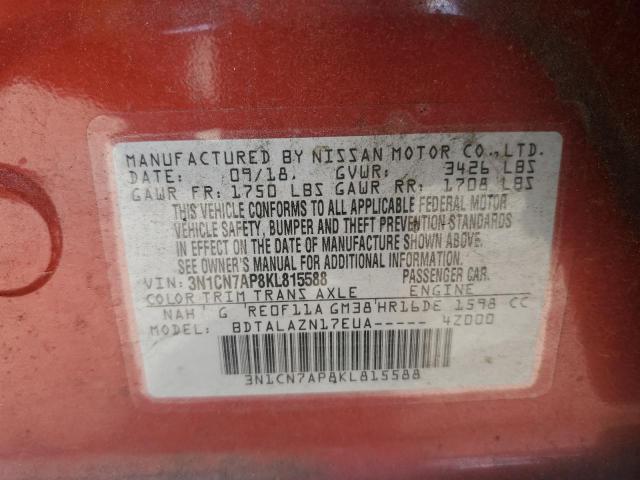 MANUFACTURED BY NISSAN MOTOR CO., LTD.
DATE: 09/18. GVWR: 3426 LBS
GAWR FR: 1750 LBS GAWR RR: 1708 LBS
THIS VEHICLE CONFORMS TO ALL APPLICABLE FEDERAL MOTOR
VEHICLE SAFETY, BUMPER AND THEFT PREVENTION STANDARDS
IN EFFECT ON THE DATE OF MANUFACTURE SHOWN ABOVE.
SEE OWNER'S MANUAL FOR ADDITIONAL INFORMATION.
VIN: 3N1CN7AP8KL815588 PASSENGER CAR.
COLOR TRIM TRANS AXLE ENGINE
NAH G RE0F11A GM38 HR16DE 1598 CC
MODEL: BDTALAZN17EUA----- 4Z000
3N1CN7AP8KL815588